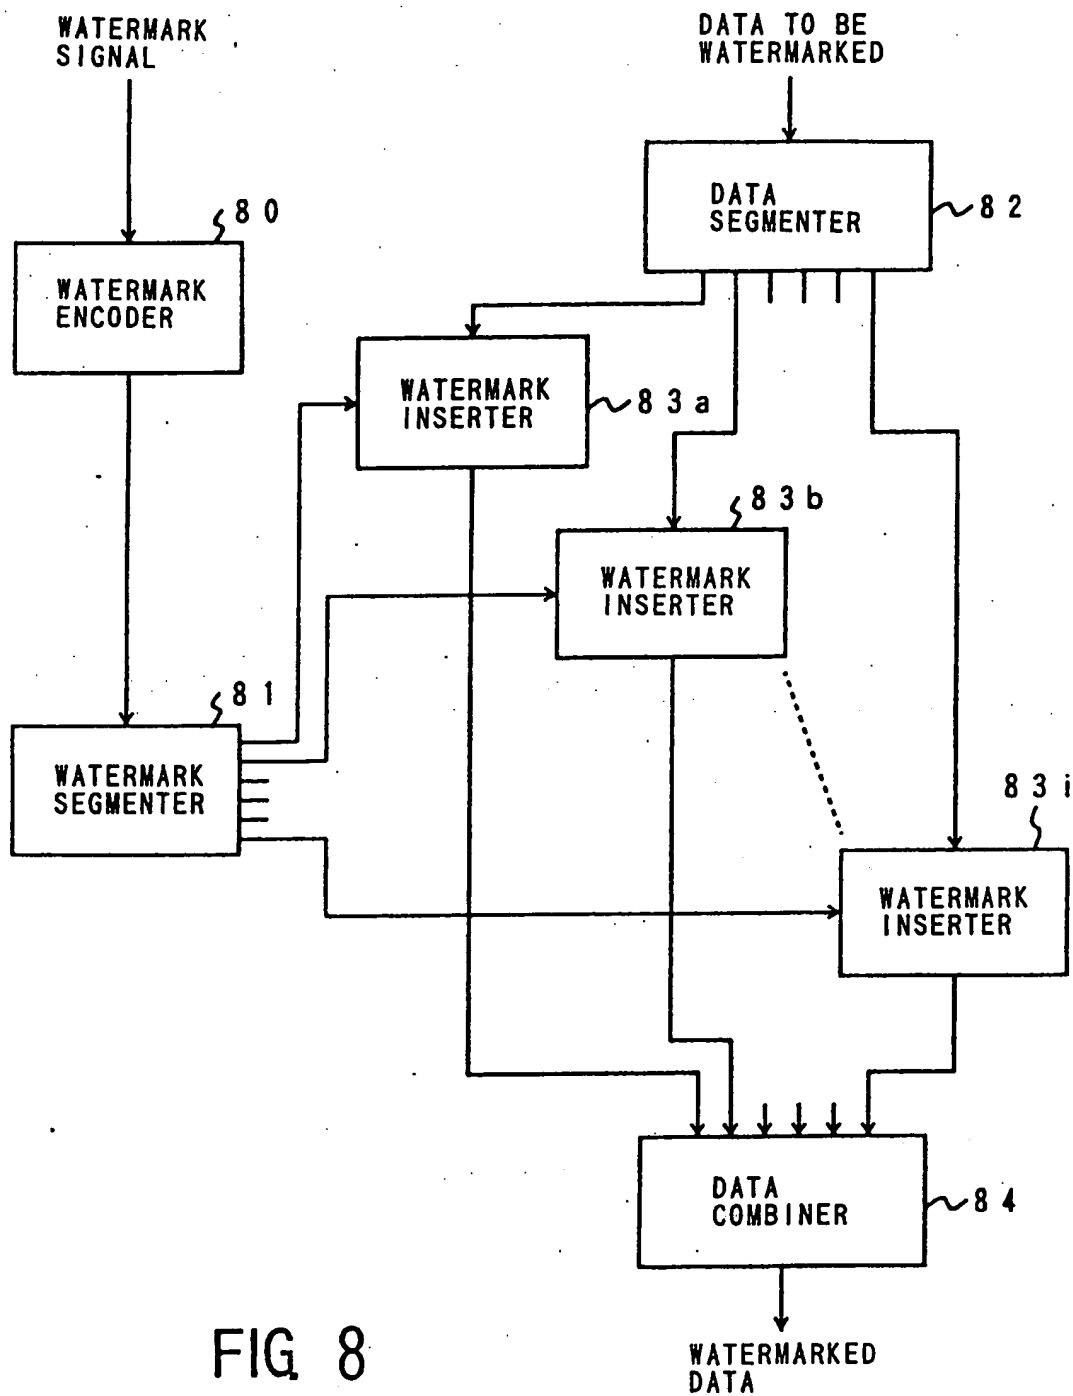 WATERMARK
SIGNAL
DATA TO BE
WATERMARKED
80
WATERMARK
ENCODER
DATA
SEGMENTER
82
WATERMARK
INSERTER
83a
83b
WATERMARK
INSERTER
81
WATERMARK
SEGMENTER
83i
WATERMARK
INSERTER
DATA
COMBINER
84
WATERMARKED
DATA
FIG. 8